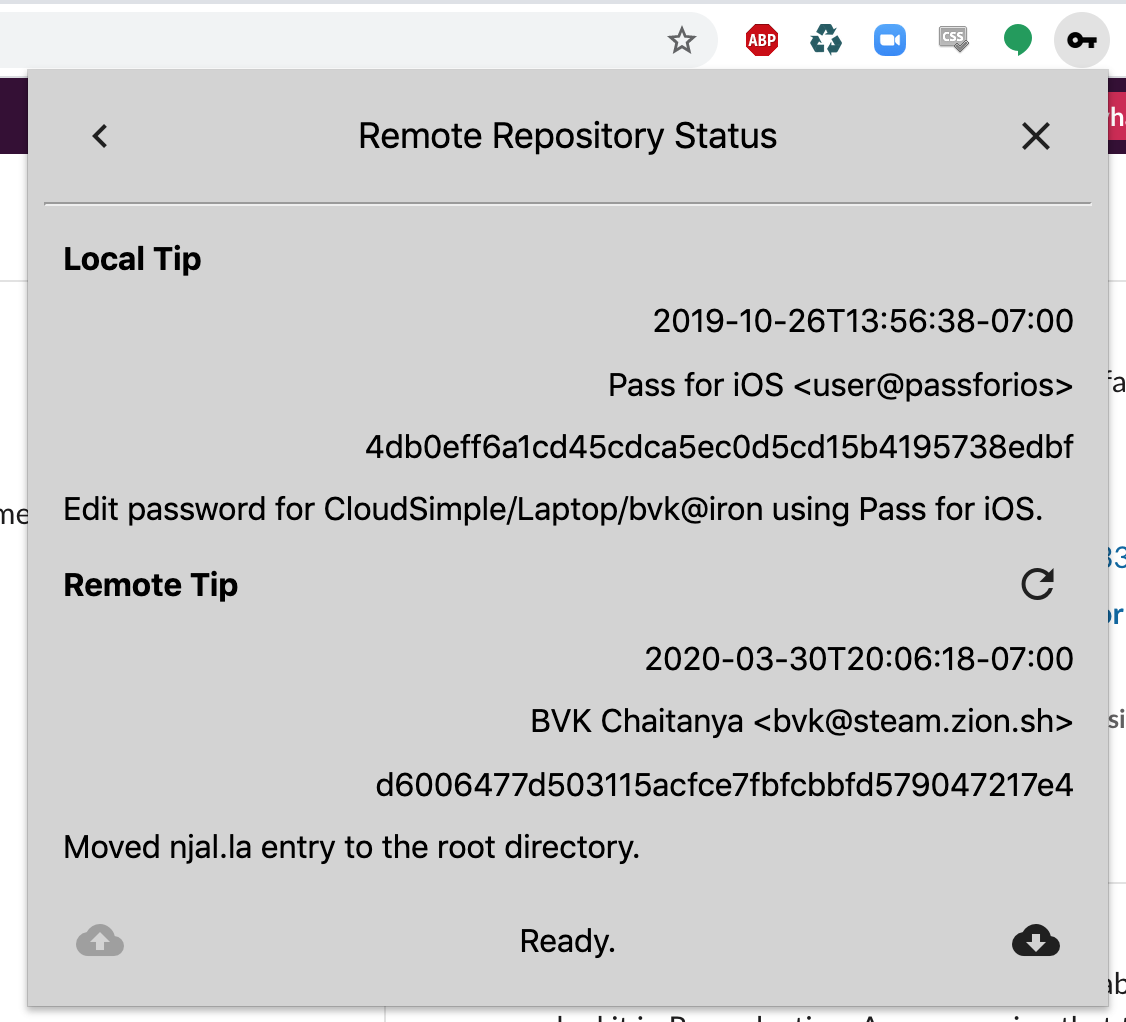 ABP
CSS
Remote Repository Status
Local Tip
2019-10-26T13:56:38-07:00
Pass for iOS <user@passforios>
4db0eff6a1cd45cdca5ec0d5cd15b4195738edbf
Edit password for CloudSimple/Laptop/bvk@iron using Pass for iOS.
Remote Tip
2020-03-30T20:06:18-07:00
BVK Chaitanya <bvk@steam.zion.sh>
d6006477d503115acfce7fbfcbbfd579047217e4
Moved njal.la entry to the root directory.
Ready.